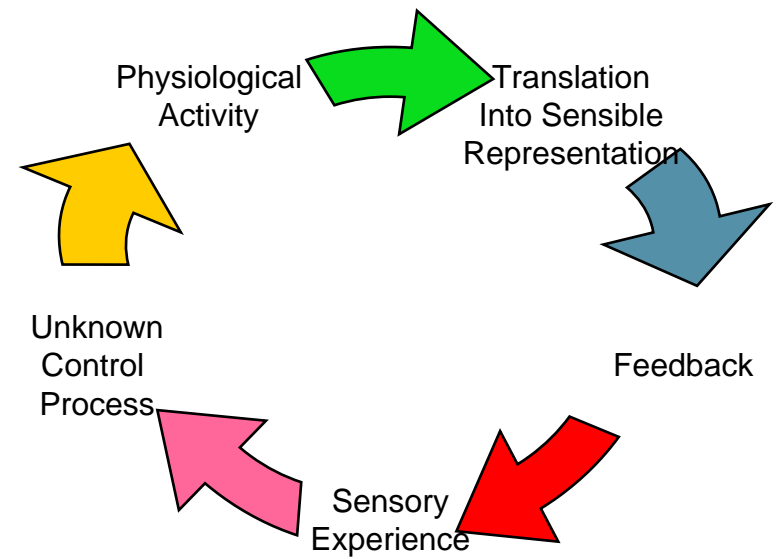 Physiological
Activity
Translation
Into Sensible
Representation
Feedback
Sensory
Experience
Unknown
Control
Process